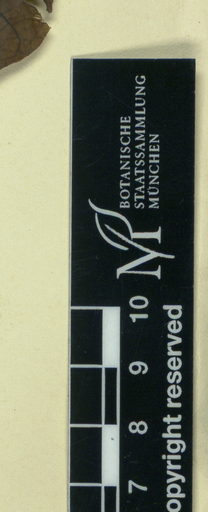 BOTANISCHE
STAATSSAMMLUNG
MÜNCHEN
M
10
9
8
7
opyright reserved